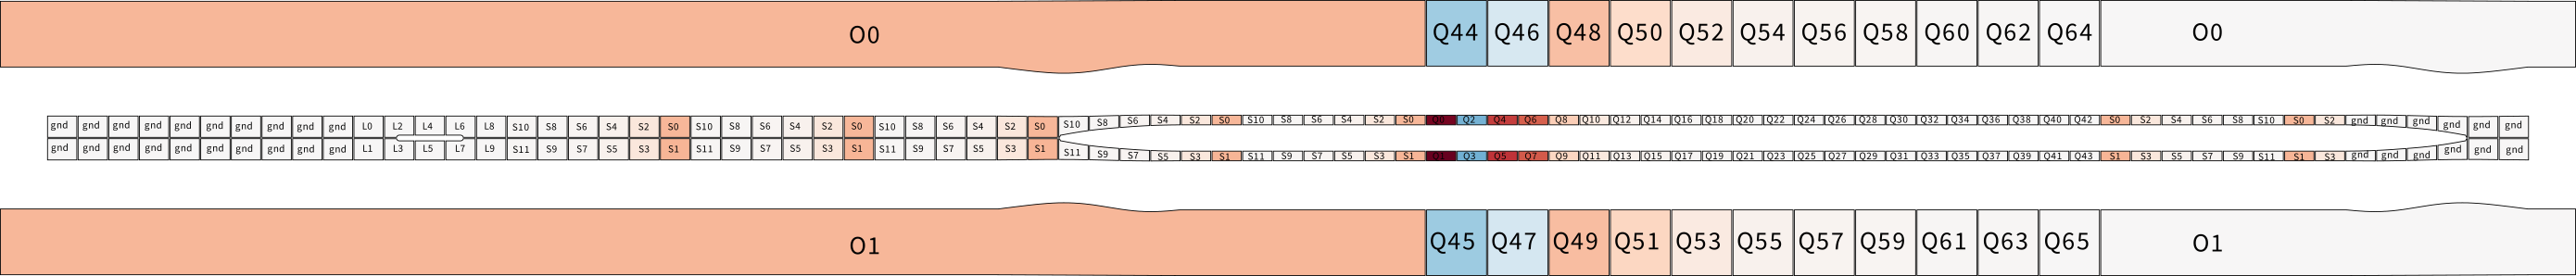 O0 Q44 Q46 Q48 Q50 Q52 Q54 Q56 Q58 Q60 Q62 Q64 O0
gnd gnd gnd gnd gnd gnd gnd gnd gnd gnd L0 L2 L4 L6 L8 S10 S8 S6 S4 S2 S0 S10 S8 S6 S4 S2 S0 S10 S8 S6 S4 S2 S0 S10 S8 S6 S4 S2 S0 S10 S8 S6 S4 S2 S0 Q0 Q2 Q4 Q6 Q8 Q10 Q12 Q14 Q16 Q18 Q20 Q22 Q24 Q26 Q28 Q30 Q32 Q34 Q36 Q38 Q40 Q42 S0 S2 S4 S6 S8 S10 S0 S2 gnd gnd gnd gnd gnd gnd
gnd gnd gnd gnd gnd gnd gnd gnd gnd gnd L1 L3 L5 L7 L9 S11 S9 S7 S5 S3 S1 S11 S9 S7 S5 S3 S1 S11 S9 S7 S5 S3 S1 S11 S9 S7 S5 S3 S1 S11 S9 S7 S5 S3 S1 Q1 Q3 Q5 Q7 Q9 Q11 Q13 Q15 Q17 Q19 Q21 Q23 Q25 Q27 Q29 Q31 Q33 Q35 Q37 Q39 Q41 Q43 S1 S3 S5 S7 S9 S11 S1 S3 gnd gnd gnd gnd gnd gnd
O1 Q45 Q47 Q49 Q51 Q53 Q55 Q57 Q59 Q61 Q63 Q65 O1